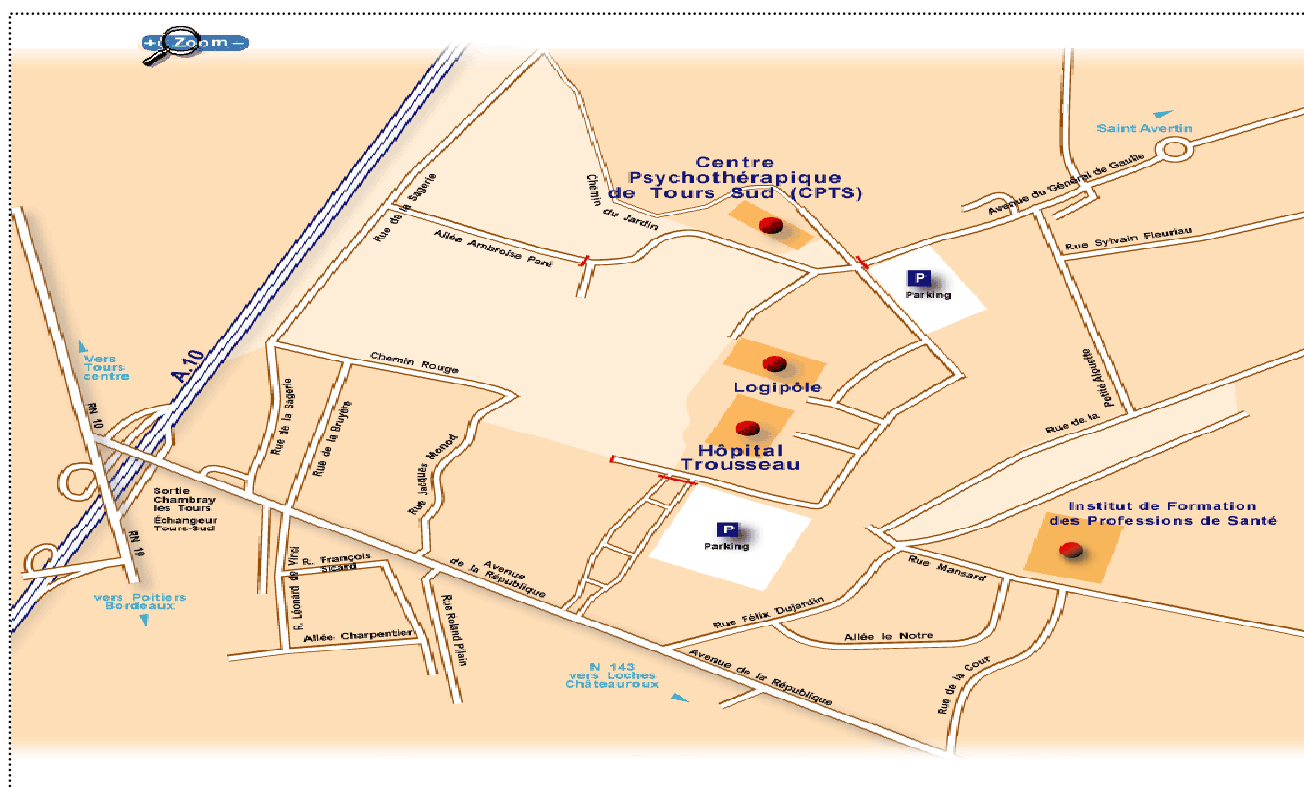 + Zoom –
Saint Avertin
Centre
Psychothérapique
de Tours Sud (CPTS)
Avenue du Général de Gaulle
Rue de la Sagerie
Chemin du Jardin
Allée Ambroise Paré
Rue Sylvain Fleuriau
P
Parking
A.10
Vers
Tours
centre
Chemin Rouge
Logipôle
Rue de la
Petite Alouette
RN 10
Rue de la Sagerie
Rue de la Bruyère
Rue Jacques Monod
Hôpital
Trousseau
Sortie
Chambray
les Tours
Échangeur
Tours-Sud
RN 10
P
Parking
Institut de Formation
des Professions de Santé
Avenue
de la République
R. François
Sicard
R. Léonard de Vinci
Rue Mansard
vers Poitiers
Bordeaux
Rue Roland Pilain
Rue Félix Dujardin
Allée le Notre
Allée Charpentier
N 143
vers Loches
Châteauroux
Avenue de la République
Rue de la Cour